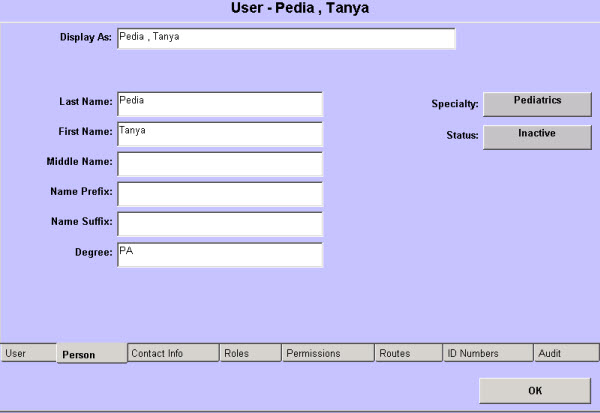 User - Pedia , Tanya
Display As: Pedia , Tanya
Last Name: Pedia
Specialty: Pediatrics
First Name: Tanya
Status: Inactive
Middle Name:
Name Prefix:
Name Suffix:
Degree: PA
User Person Contact Info Roles Permissions Routes ID Numbers Audit
OK